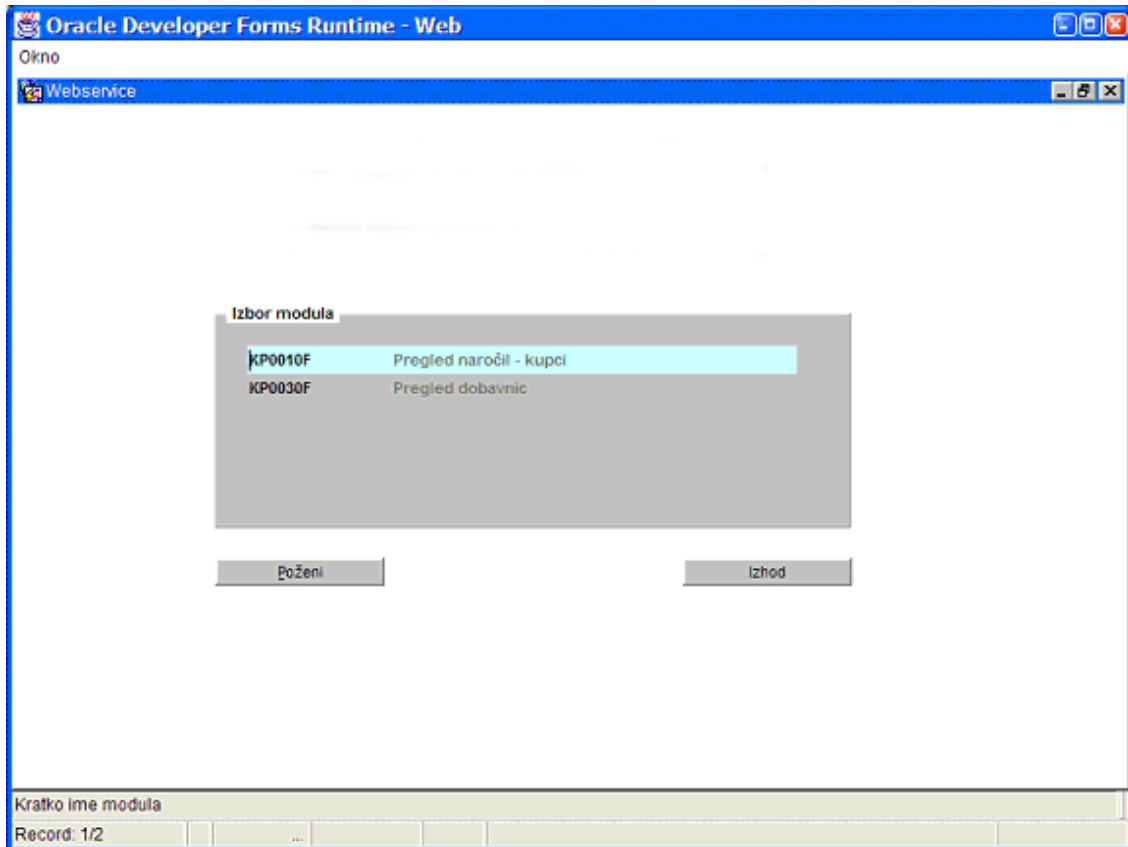 Oracle Developer Forms Runtime - Web
Okno
Webservice
Izbor modula
KP0010F Pregled naročil - kupci
KP0030F Pregled dobavnic
Poženi Izhod
Kratko ime modula
Record: 1/2 ...